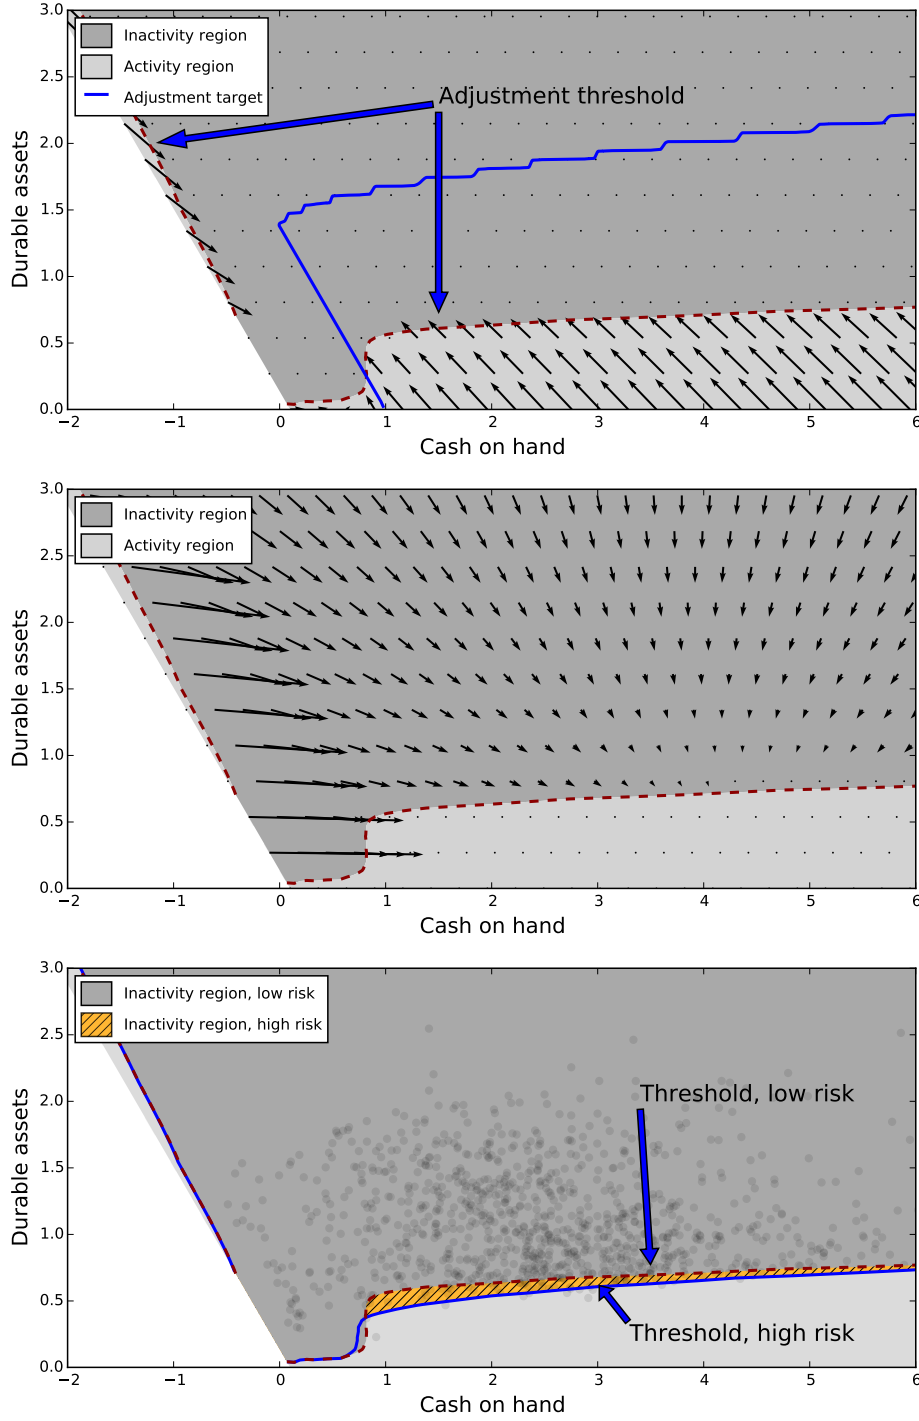 3.0
2.5
2.0
1.5
1.0
0.5
0.0
Durable assets
Inactivity region
Activity region
Adjustment target
Adjustment threshold
−2 −1 0 1 2 3 4 5 6
Cash on hand
3.0
2.5
2.0
1.5
1.0
0.5
0.0
Durable assets
Inactivity region
Activity region
−2 −1 0 1 2 3 4 5 6
Cash on hand
3.0
2.5
2.0
1.5
1.0
0.5
0.0
Durable assets
Inactivity region, low risk
Inactivity region, high risk
Threshold, low risk
Threshold, high risk
−2 −1 0 1 2 3 4 5 6
Cash on hand